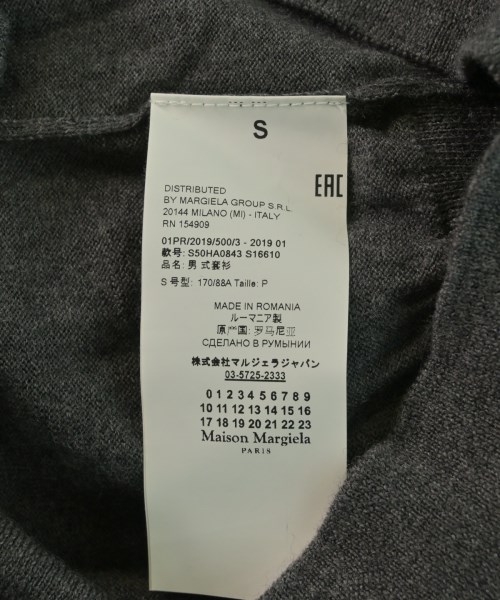 S
EAC
DISTRIBUTED
BY MARGIELA GROUP S.R.L.
20144 MILANO (MI) - ITALY
RN 154909
01PR/2019/500/3 - 2019 01
款号: S50HA0843 S16610
品名: 男 式套衫
S 号型: 170/88A Taille: P
MADE IN ROMANIA
ルーマニア製
原产国: 罗马尼亚
СДЕЛАНО В РУМЫНИИ
株式会社マルジェラジャパン
03-5725-2333
0 1 2 3 4 5 6 7 8 9
10 11 12 13 14 15 16
17 18 19 20 21 22 23
Maison Margiela
PARIS